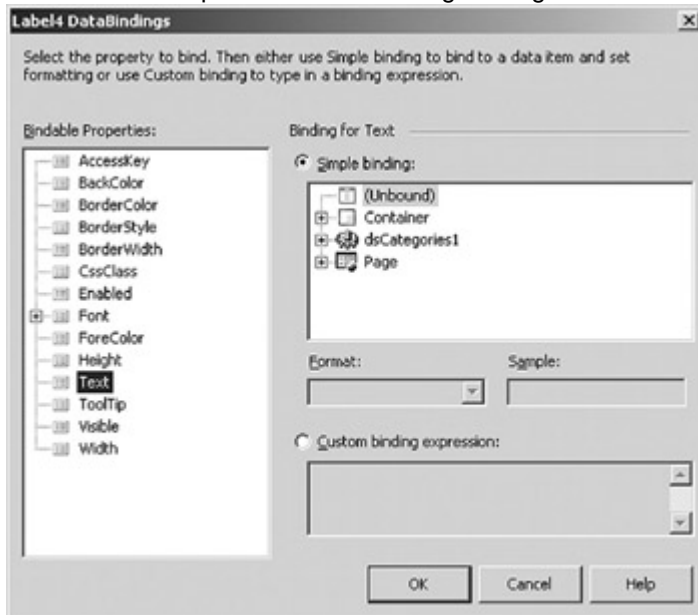 Label4 DataBindings
Select the property to bind. Then either use Simple binding to bind to a data item and set
formatting or use Custom binding to type in a binding expression.
Bindable Properties:
AccessKey
BackColor
BorderColor
BorderStyle
BorderWidth
CssClass
Enabled
Font
ForeColor
Height
Text
ToolTip
Visible
Width
Binding for Text
Simple binding:
(Unbound)
Container
dsCategories1
Page
Format:
Sample:
Custom binding expression:
OK
Cancel
Help